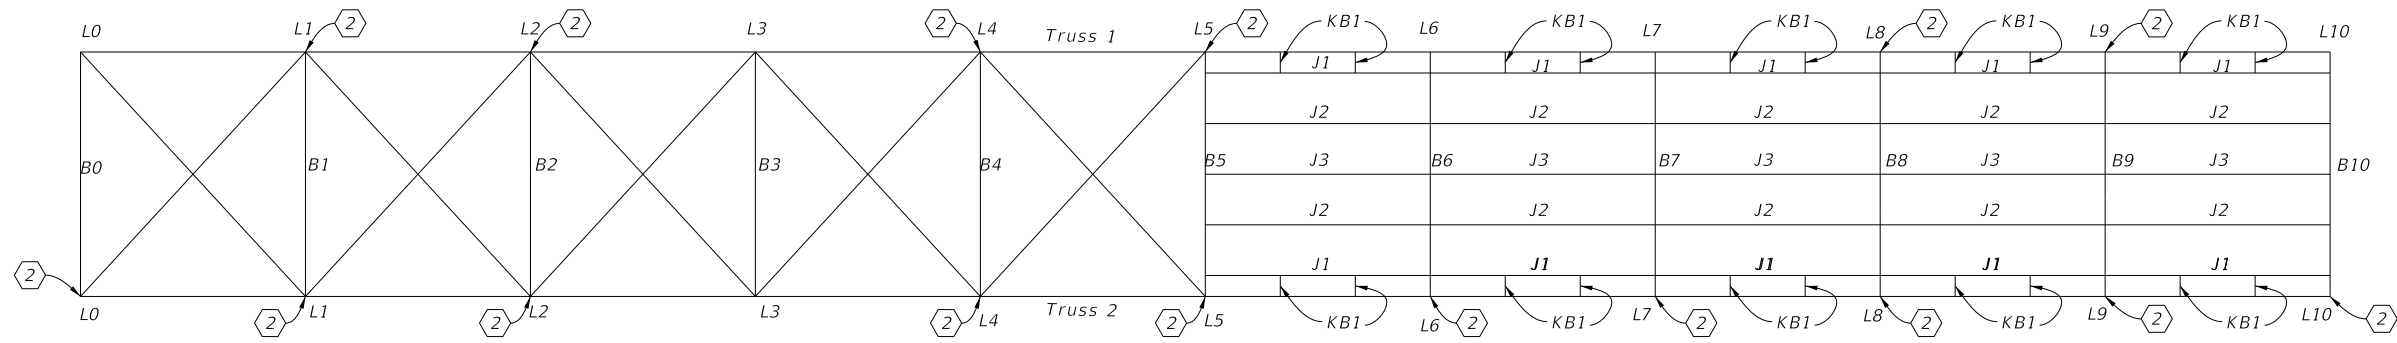 KB1 KB1 KB1 KB1 KB1
L0 L1 2 L2 2 L3 2 L4 Truss 1 L5 2 L6 L7 L8 2 L9 2 L10
J1 J1 J1 J1 J1
J2 J2 J2 J2 J2
B0 B1 B2 B3 B4 B5 J3 B6 J3 B7 J3 B8 J3 B9 J3 B10
J2 J2 J2 J2 J2
J1 J1 J1 J1 J1
2
L0 2 L1 2 L2 L3 2 L4 Truss 2 2 L5 L6 2 L7 2 L8 2 L9 2 L10 2
KB1 KB1 KB1 KB1 KB1